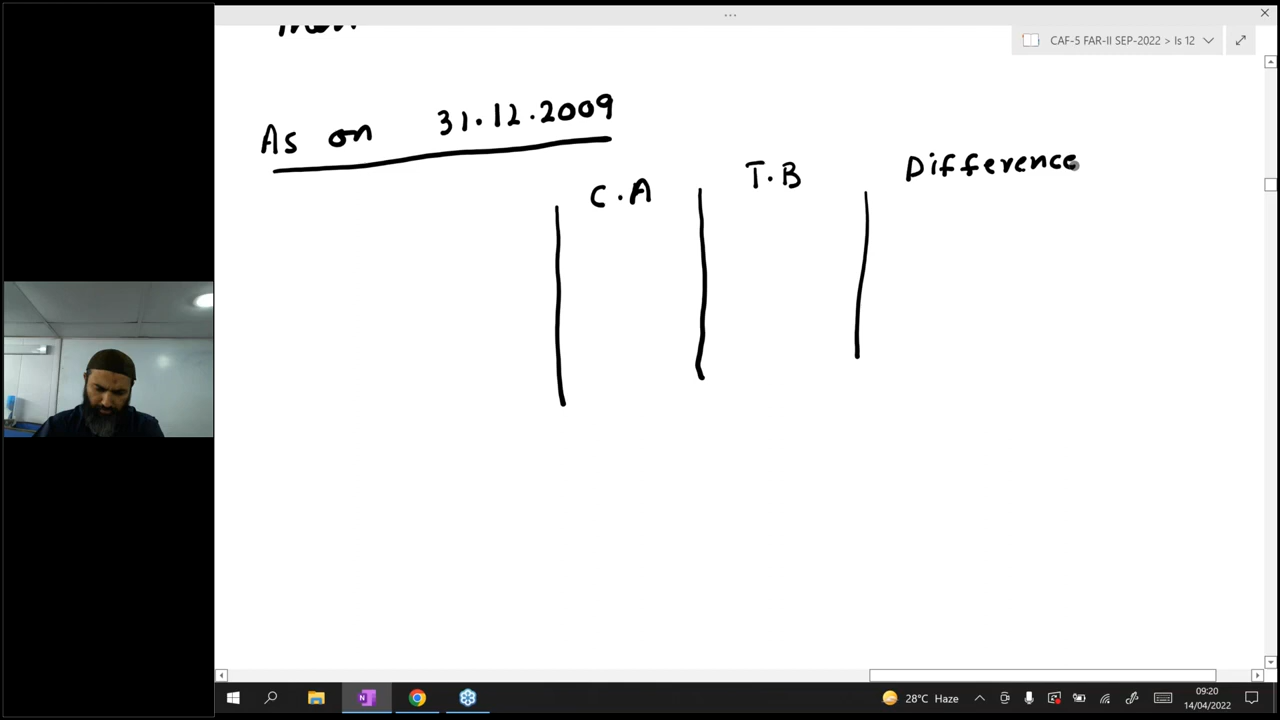 CAF-5 FAR-II SEP-2022 > Is 12
As on 31.12.2009
C.A T.B Difference
28°C Haze
09:20
14/04/2022